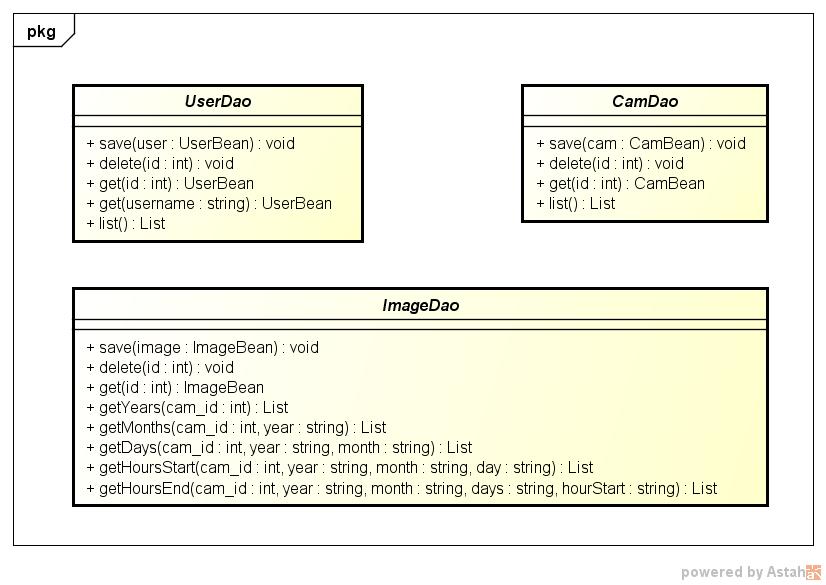 pkg
UserDao
+ save(user : UserBean) : void
+ delete(id : int) : void
+ get(id : int) : UserBean
+ get(username : string) : UserBean
+ list() : List
CamDao
+ save(cam : CamBean) : void
+ delete(id : int) : void
+ get(id : int) : CamBean
+ list() : List
ImageDao
+ save(image : ImageBean) : void
+ delete(id : int) : void
+ get(id : int) : ImageBean
+ getYears(cam_id : int) : List
+ getMonths(cam_id : int, year : string) : List
+ getDays(cam_id : int, year : string, month : string) : List
+ getHoursStart(cam_id : int, year : string, month : string, day : string) : List
+ getHoursEnd(cam_id : int, year : string, month : string, days : string, hourStart : string) : List
powered by Astah